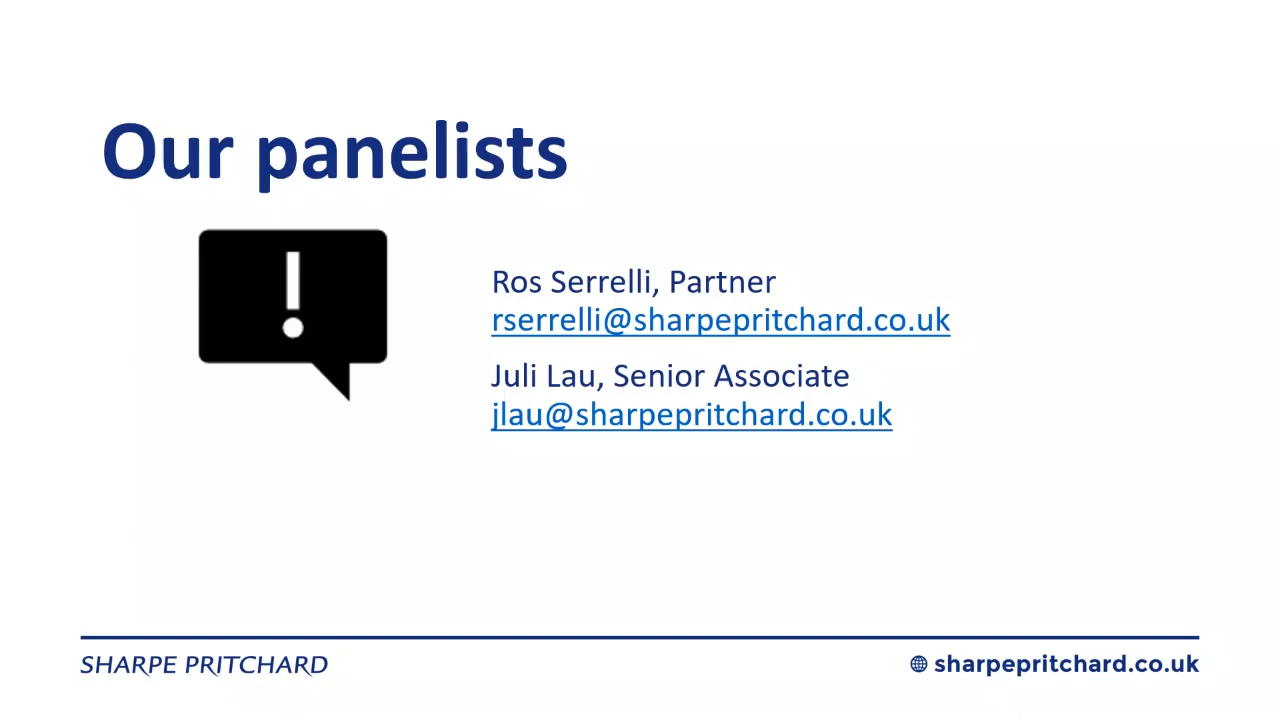 Our panelists
!
Ros Serrelli, Partner
rserrelli@sharpepritchard.co.uk
Juli Lau, Senior Associate
jlau@sharpepritchard.co.uk
SHARPE PRITCHARD
sharpepritchard.co.uk